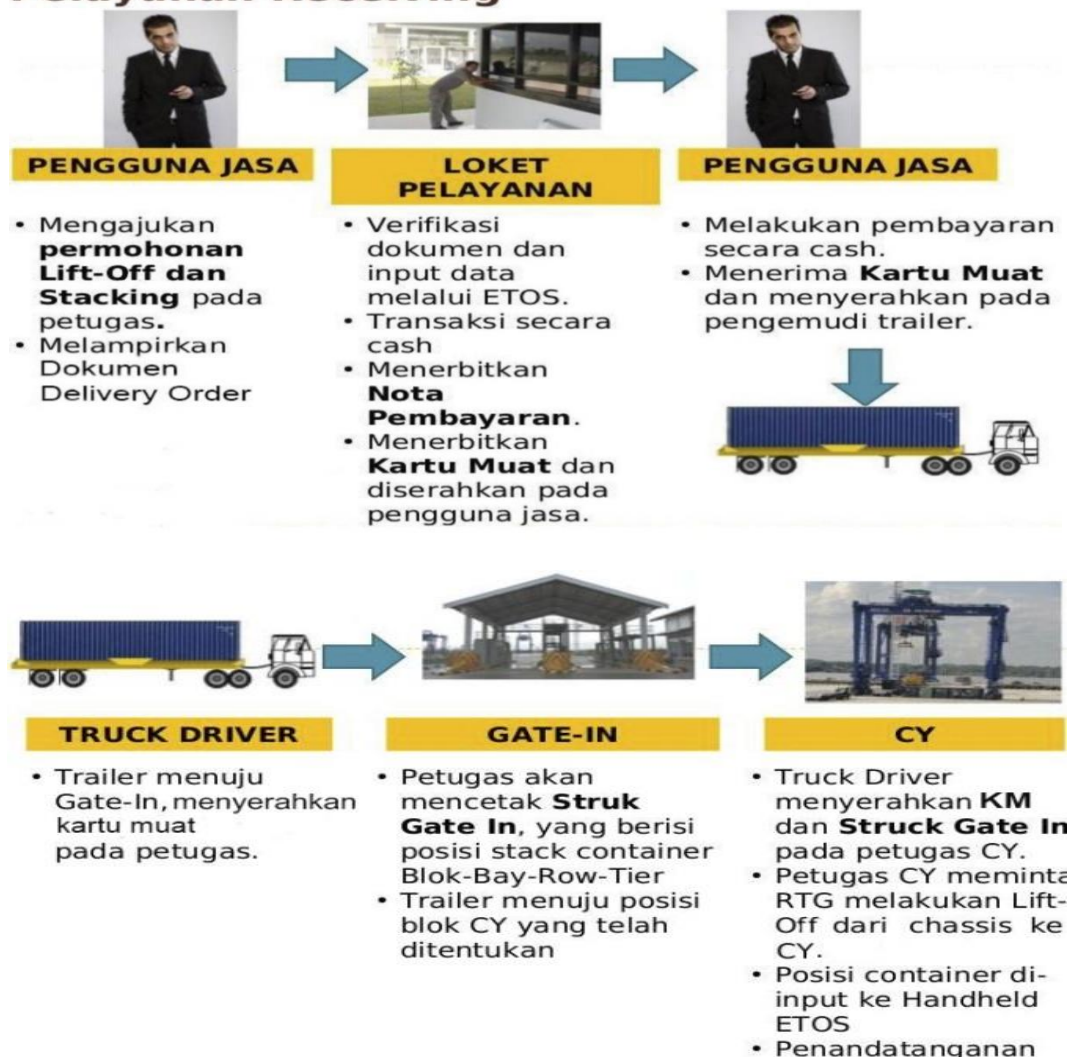 Pelayanan Receiving
PENGGUNA JASA
• Mengajukan
permohonan
Lift-Off dan
Stacking pada
petugas.
• Melampirkan
Dokumen
Delivery Order
LOKET
PELAYANAN
• Verifikasi
dokumen dan
input data
melalui ETOS.
• Transaksi secara
cash
• Menerbitkan
Nota
Pembayaran.
• Menerbitkan
Kartu Muat dan
diserahkan pada
pengguna jasa.
PENGGUNA JASA
• Melakukan pembayaran
secara cash.
• Menerima Kartu Muat
dan menyerahkan pada
pengemudi trailer.
TRUCK DRIVER
• Trailer menuju
Gate-In, menyerahkan
kartu muat
pada petugas.
GATE-IN
• Petugas akan
mencetak Struk
Gate In, yang berisi
posisi stack container
Blok-Bay-Row-Tier
• Trailer menuju posisi
blok CY yang telah
ditentukan
CY
• Truck Driver
menyerahkan KM
dan Struck Gate In
pada petugas CY.
• Petugas CY meminta
RTG melakukan Lift-
Off dari chassis ke
CY.
• Posisi container di-
input ke Handheld
ETOS
• Penandatanganan